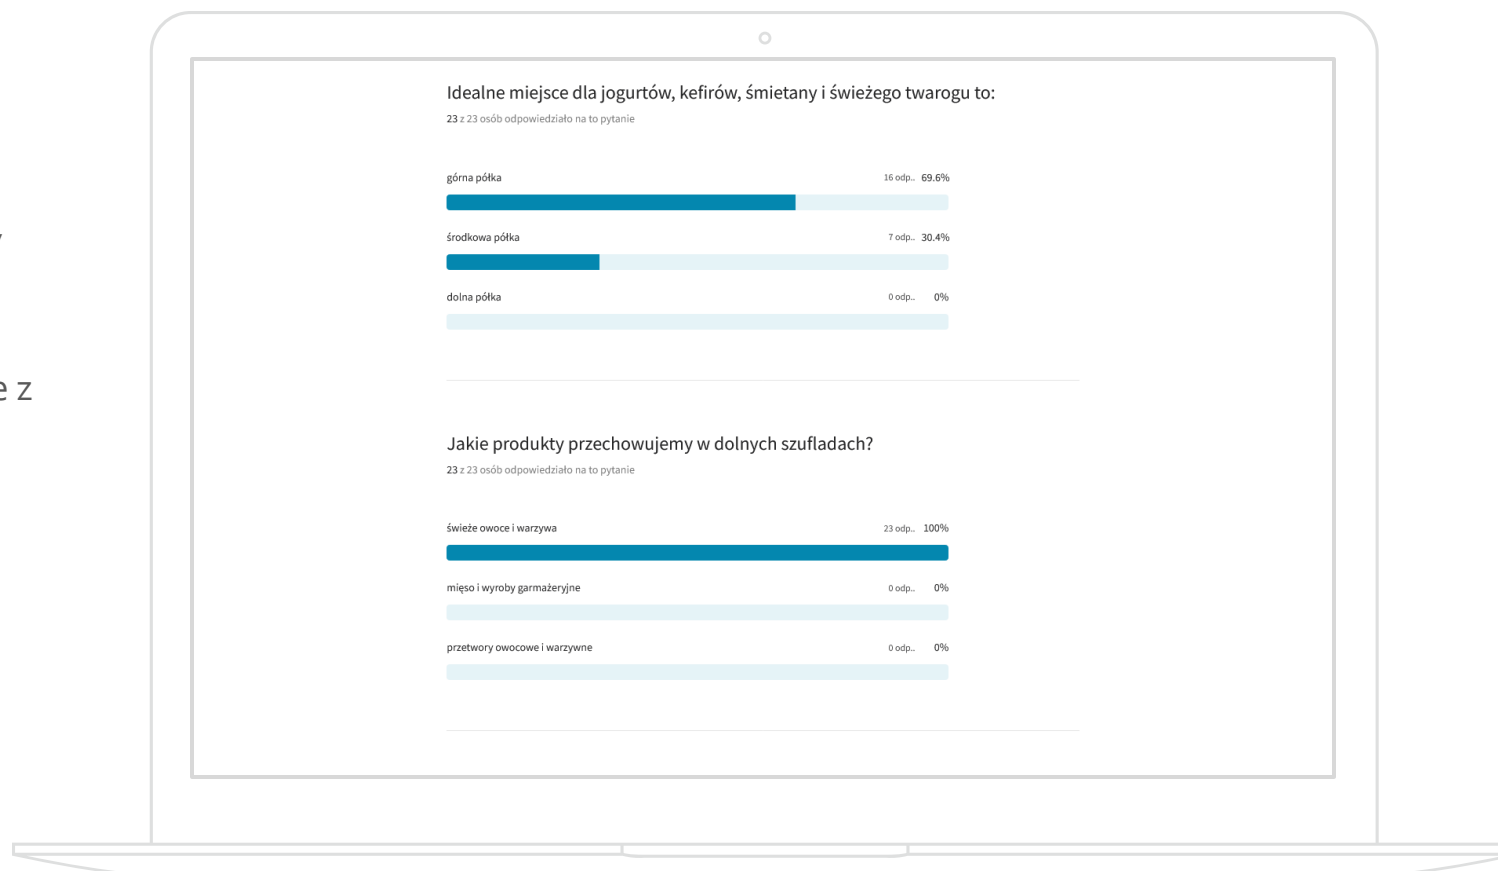 e z
Idealne miejsce dla jogurtów, kefirów, śmietany i świeżego twarogu to:
23 z 23 osób odpowiedziało na to pytanie
górna półka 16 odp.. 69.6%
środkowa półka 7 odp.. 30.4%
dolna półka 0 odp.. 0%
Jakie produkty przechowujemy w dolnych szufladach?
23 z 23 osób odpowiedziało na to pytanie
świeże owoce i warzywa 23 odp.. 100%
mięso i wyroby garmażeryjne 0 odp.. 0%
przetwory owocowe i warzywne 0 odp.. 0%